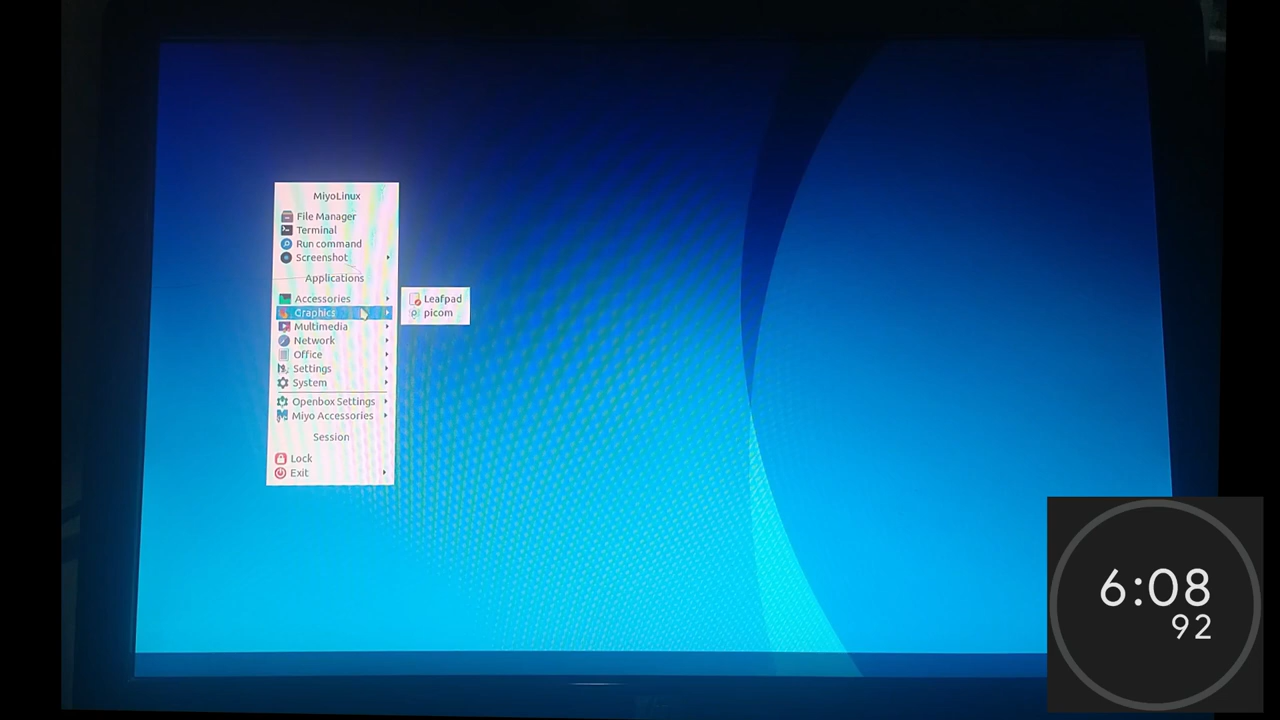 MiyoLinux
File Manager
Terminal
Run command
Screenshot
Applications
Accessories
Graphics
Multimedia
Network
Office
Settings
System
Openbox Settings
Miyo Accessories
Session
Lock
Exit
Leafpad
picom
6:08
92